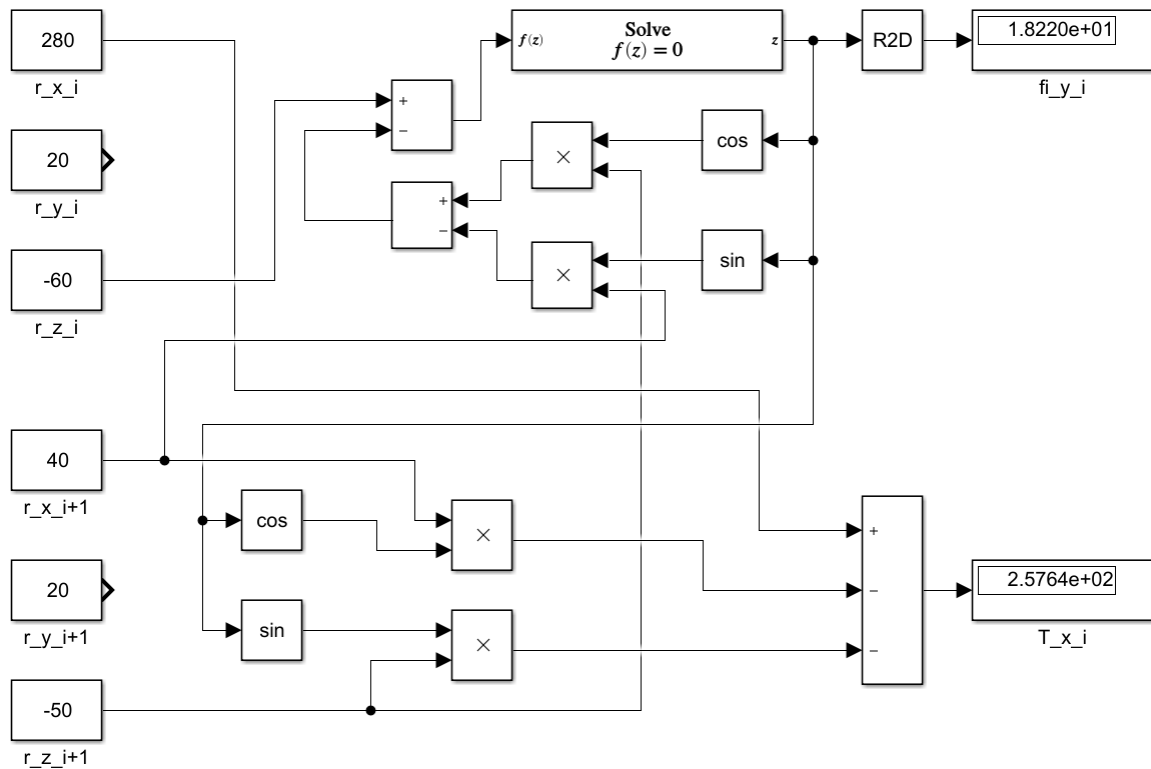 280
r_x_i
20
r_y_i
-60
r_z_i
40
r_x_i+1
20
r_y_i+1
-50
r_z_i+1
+
−
+
−
f(z)
Solve
f(z) = 0
z
R2D
1.8220e+01
fi_y_i
×
cos
×
sin
cos
×
sin
×
+
−
−
2.5764e+02
T_x_i